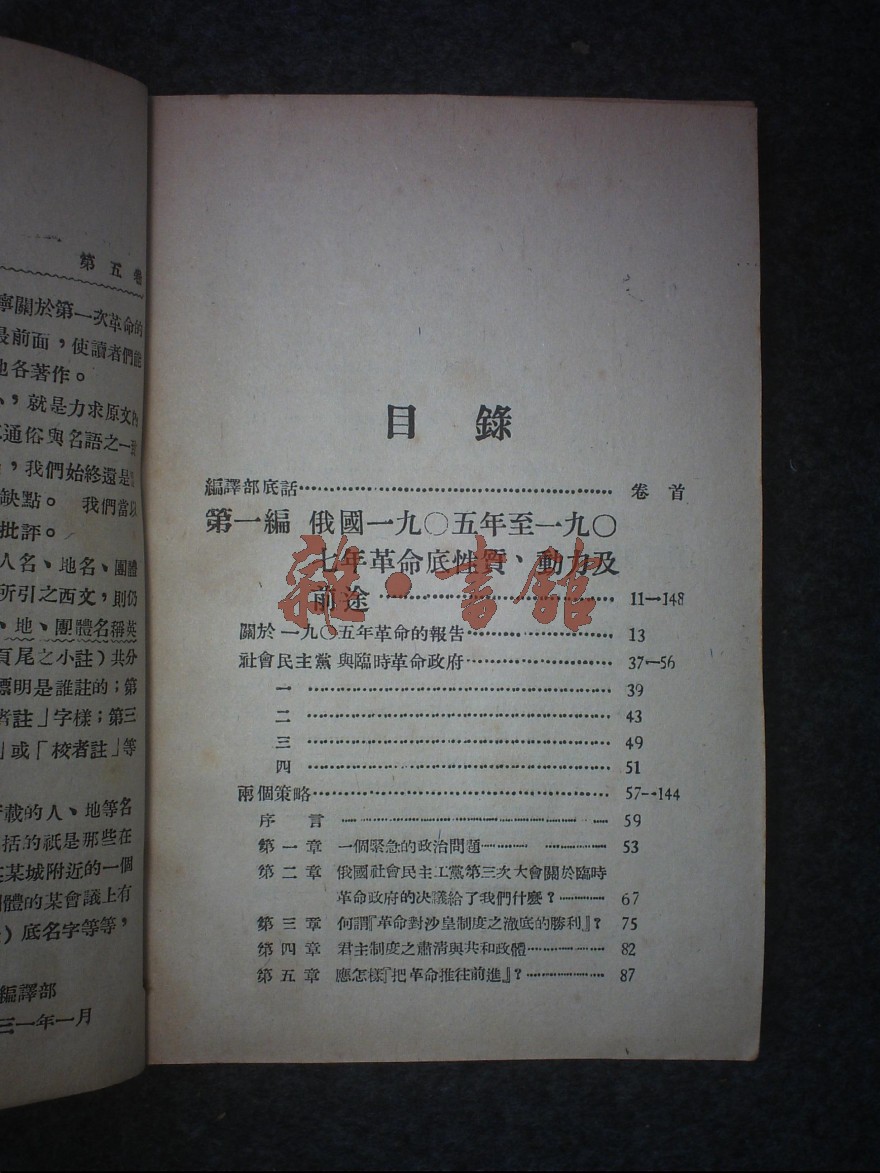 第五卷
寧關於第一次革命的
最前面，使讀者們註
地各著作。
，就是力求原文內
通俗與名語之一致
，我們始終還是
缺點。 我們當以
批評。
人名、地名、團體
所引之西文，則仍
、地、團體名稱英
頁尾之小註）共分
標明是誰註的；第
者註」字樣；第三
」或「校者註」等
所載的人、地等名
括的祇是那些在
某城附近的一個
團體的某會議上有
）底名字等等，
編譯部
三一年一月
目 錄
編譯部底話…………卷 首
第一編 俄國一九〇五年至一九〇
七年革命底性質、動力及
前途…………11—148
關於一九〇五年革命的報告…………13
社會民主黨與臨時革命政府…………37—56
一…………39
二…………43
三…………49
四…………51
兩個策略…………57—144
序 言…………59
第一章 一個緊急的政治問題…………53
第二章 俄國社會民主工黨第三次大會關於臨時
革命政府的決議給了我們什麼？…………67
第三章 何謂『革命對沙皇制度之澈底的勝利』？ 75
第四章 君主制度之肅清與共和政體…………82
第五章 應怎樣『把革命推往前進』？…………87
雜·書館